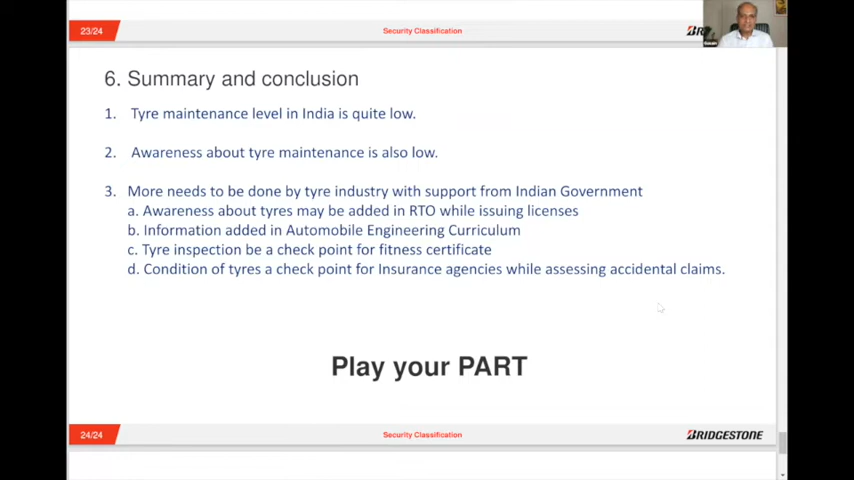 23/24
Security Classification
6. Summary and conclusion
1. Tyre maintenance level in India is quite low.
2. Awareness about tyre maintenance is also low.
3. More needs to be done by tyre industry with support from Indian Government
a. Awareness about tyres may be added in RTO while issuing licenses
b. Information added in Automobile Engineering Curriculum
c. Tyre inspection be a check point for fitness certificate
d. Condition of tyres a check point for Insurance agencies while assessing accidental claims.
Play your PART
24/24
Security Classification
BRIDGESTONE